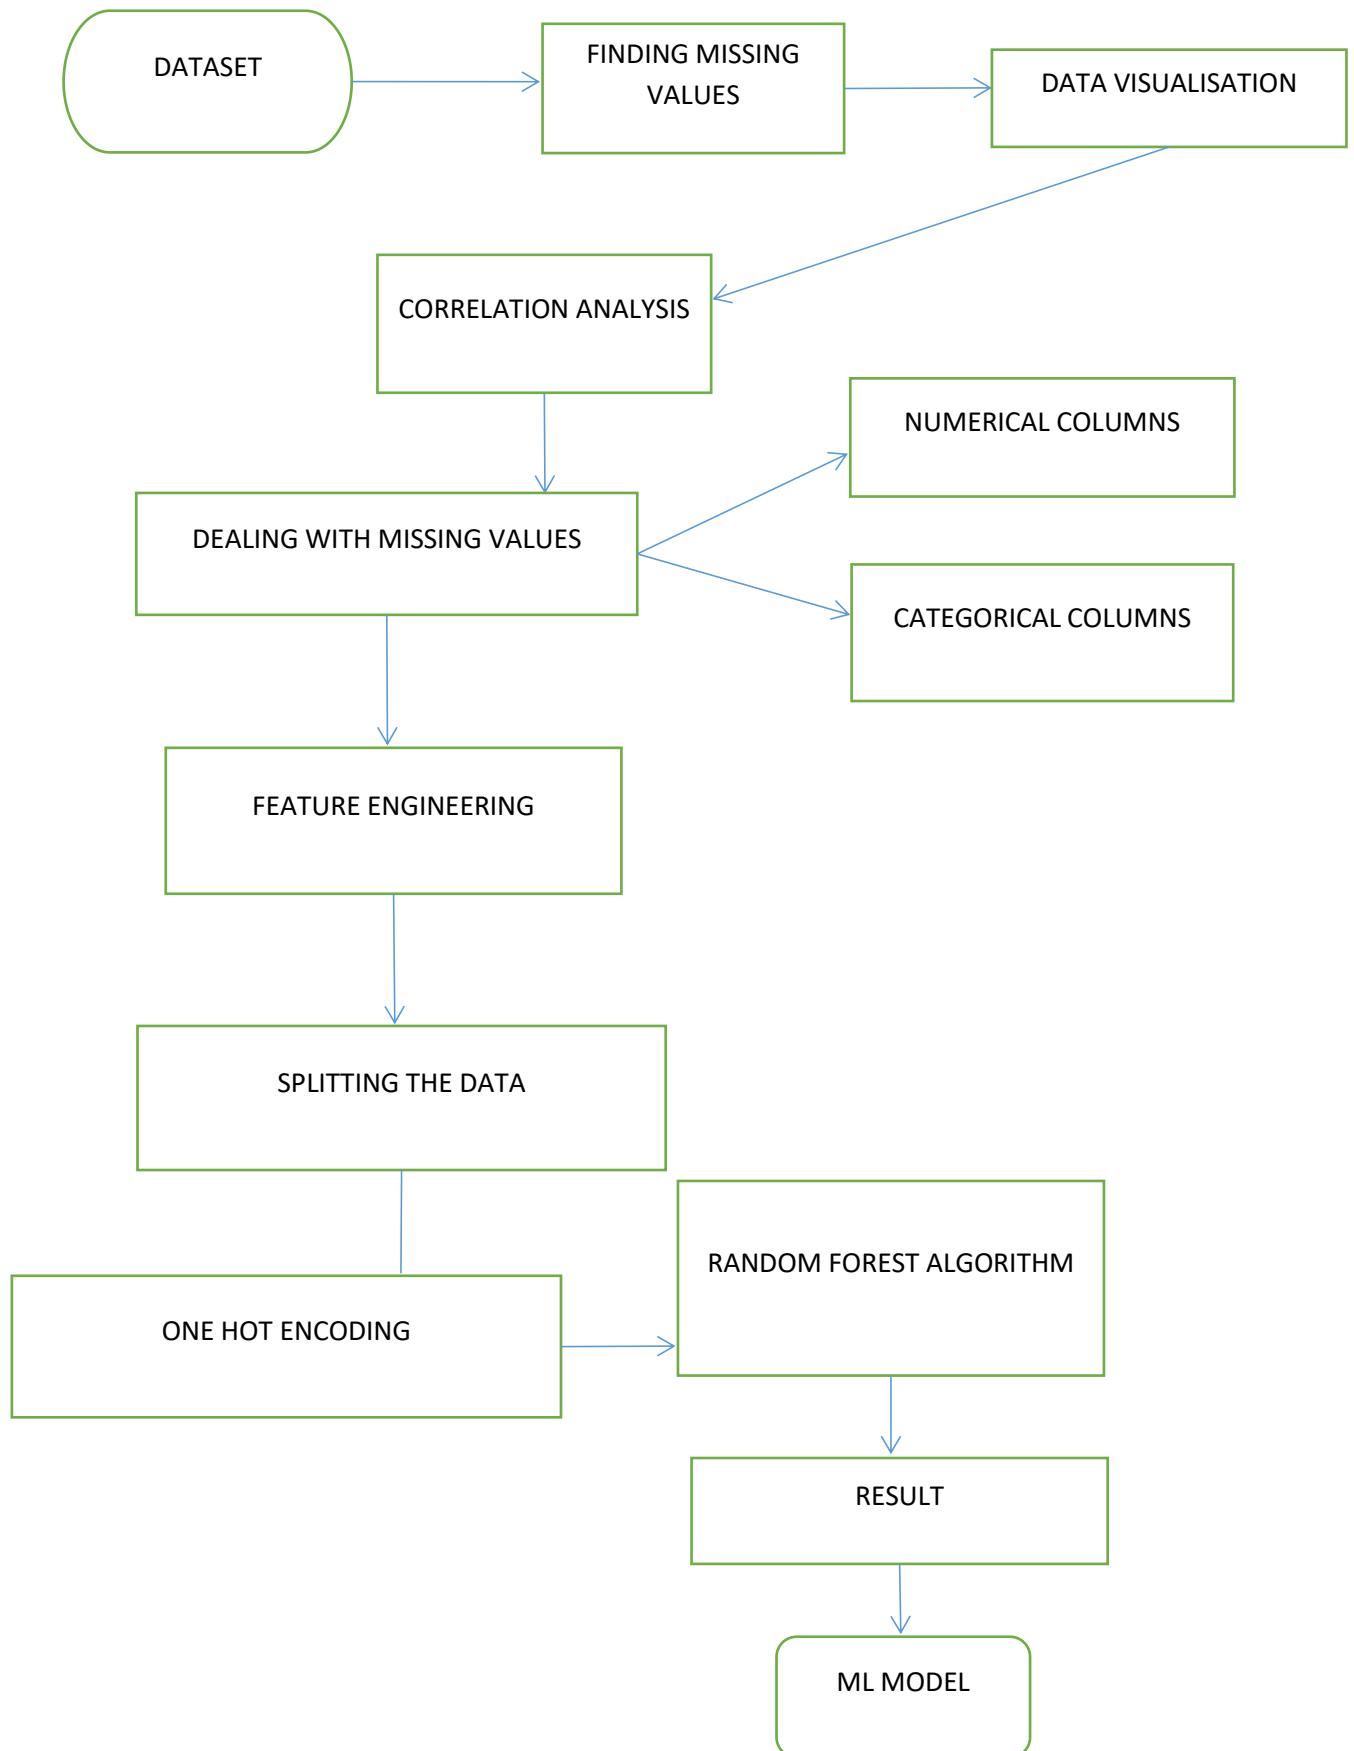 DATASET
FINDING MISSING
VALUES
DATA VISUALISATION
CORRELATION ANALYSIS
NUMERICAL COLUMNS
DEALING WITH MISSING VALUES
CATEGORICAL COLUMNS
FEATURE ENGINEERING
SPLITTING THE DATA
RANDOM FOREST ALGORITHM
ONE HOT ENCODING
RESULT
ML MODEL